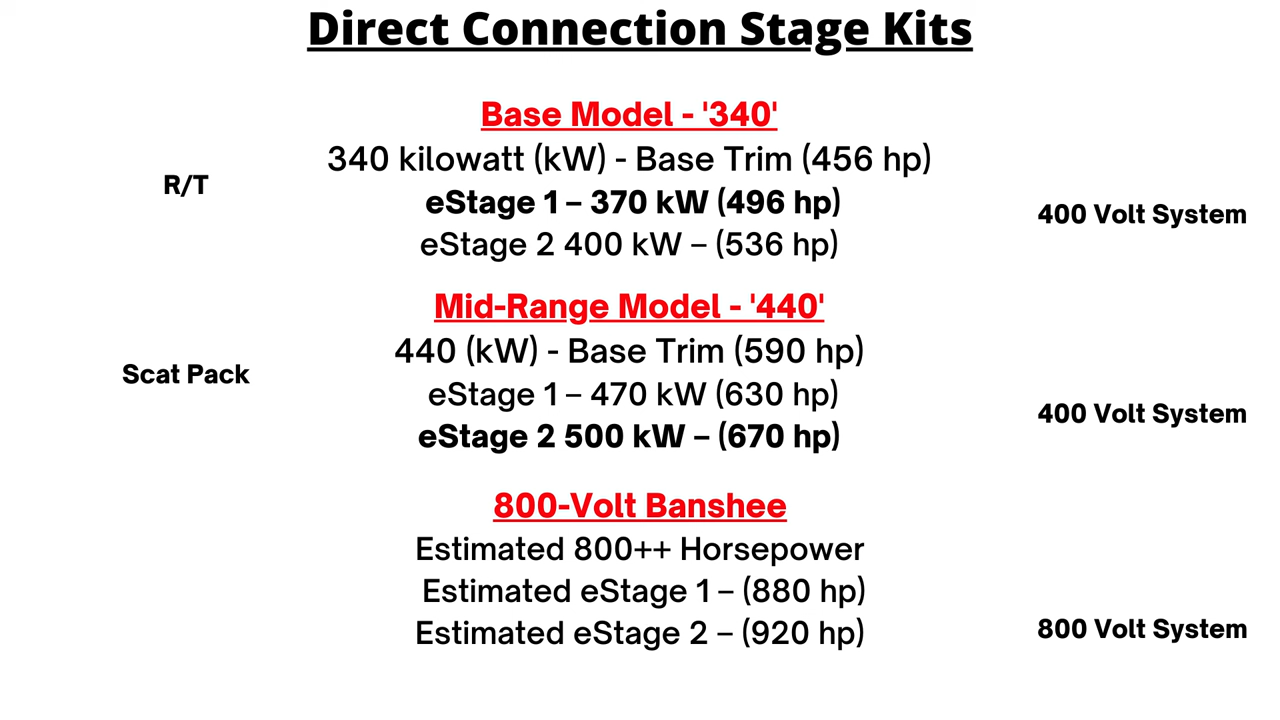 Direct Connection Stage Kits
Base Model - '340'
340 kilowatt (kW) - Base Trim (456 hp)
R/T
eStage 1 – 370 kW (496 hp)
400 Volt System
eStage 2 400 kW – (536 hp)
Mid-Range Model - '440'
440 (kW) - Base Trim (590 hp)
Scat Pack
eStage 1 – 470 kW (630 hp)
400 Volt System
eStage 2 500 kW – (670 hp)
800-Volt Banshee
Estimated 800++ Horsepower
Estimated eStage 1 – (880 hp)
Estimated eStage 2 – (920 hp)
800 Volt System